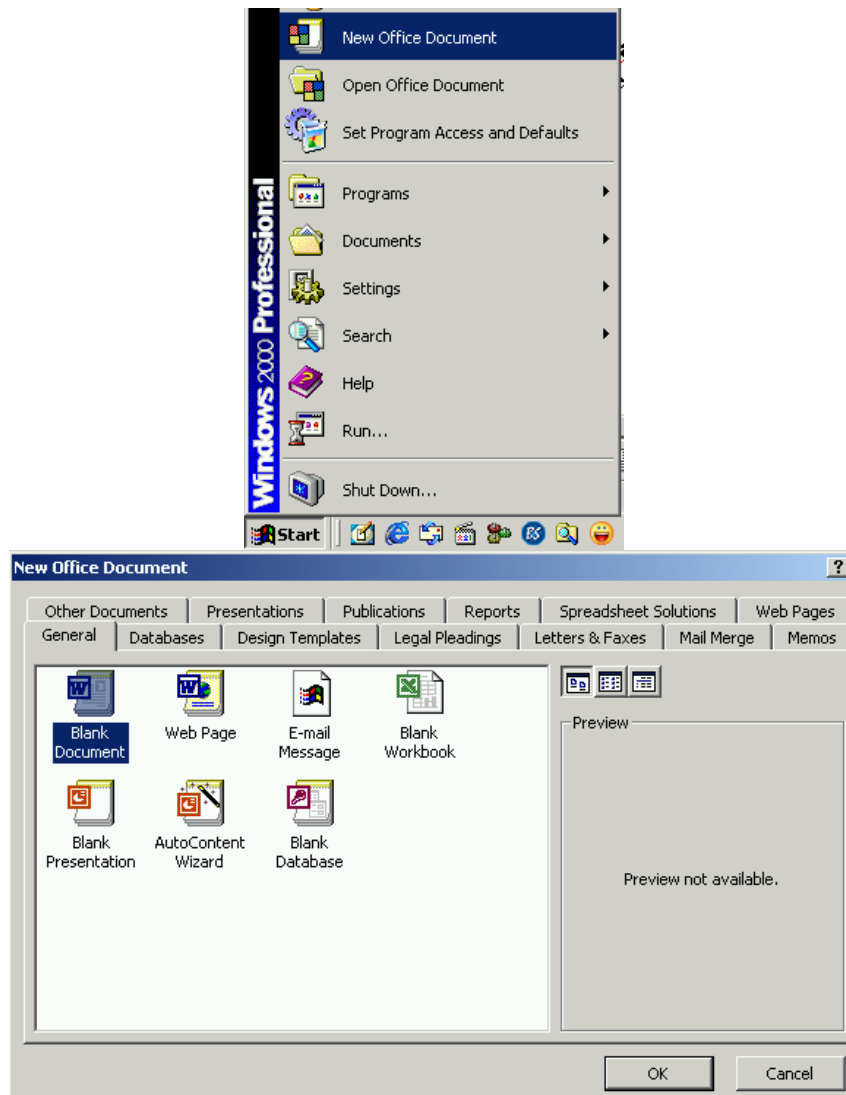 New Office Document
Open Office Document
Set Program Access and Defaults
Programs
Documents
Settings
Search
Help
Run...
Shut Down...
Windows 2000 Professional
Start
New Office Document
?
Other Documents Presentations Publications Reports Spreadsheet Solutions Web Pages
General Databases Design Templates Legal Pleadings Letters & Faxes Mail Merge Memos
Blank Document
Web Page
E-mail Message
Blank Workbook
Blank Presentation
AutoContent Wizard
Blank Database
Preview
Preview not available.
OK Cancel